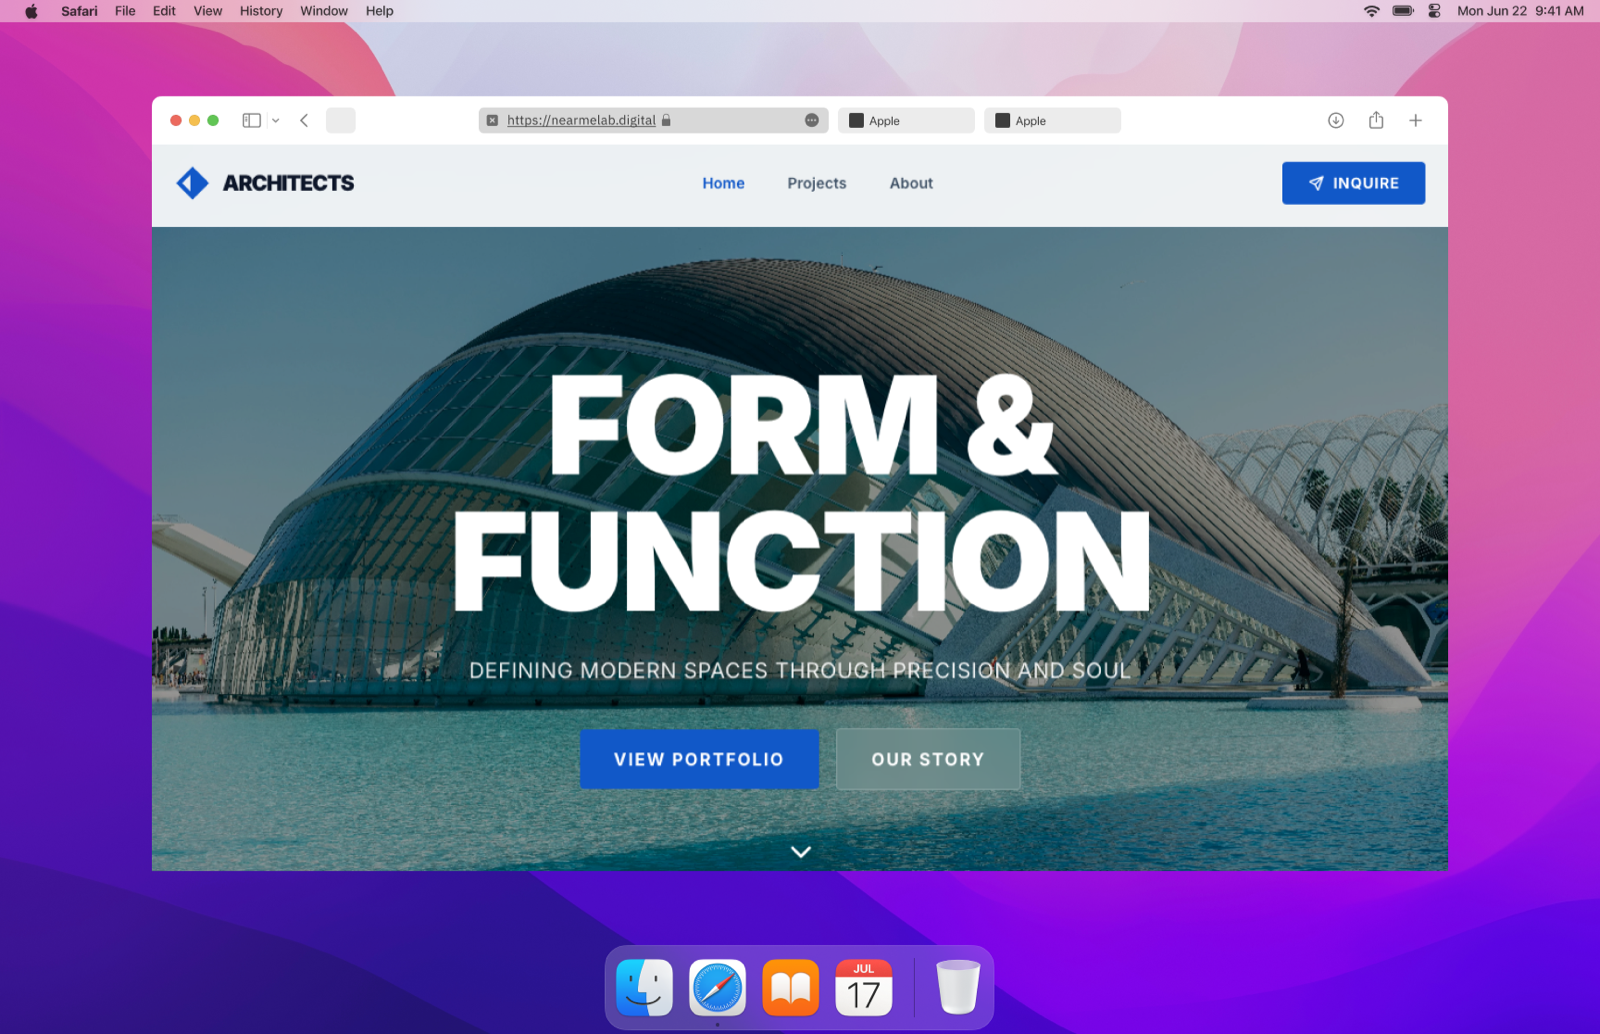 Safari File Edit View History Window Help
Mon Jun 22 9:41 AM
https://nearmelab.digital
Apple
Apple
ARCHITECTS
Home
Projects
About
INQUIRE
FORM &
FUNCTION
DEFINING MODERN SPACES THROUGH PRECISION AND SOUL
VIEW PORTFOLIO
OUR STORY
JUL
17